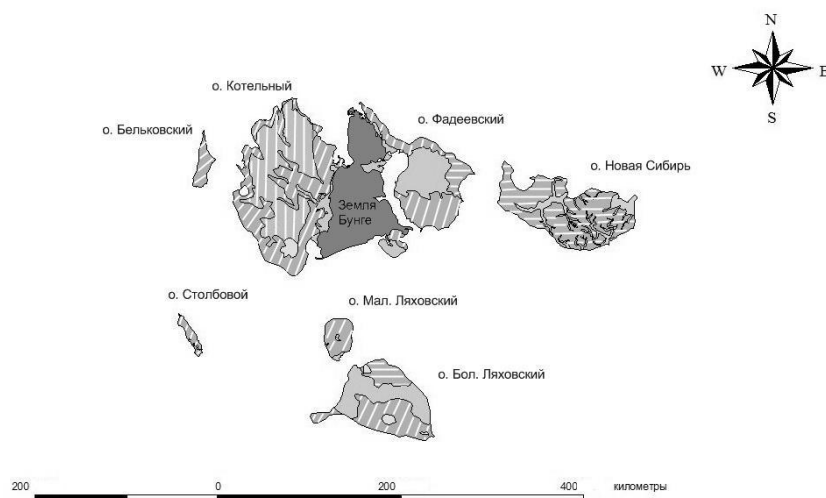 N
W E
S
о. Котельный
о. Бельковский
о. Фадеевский
о. Новая Сибирь
Земля
Бунге
о. Столбовой
о. Мал. Ляховский
о. Бол. Ляховский
200 0 200 400 километры